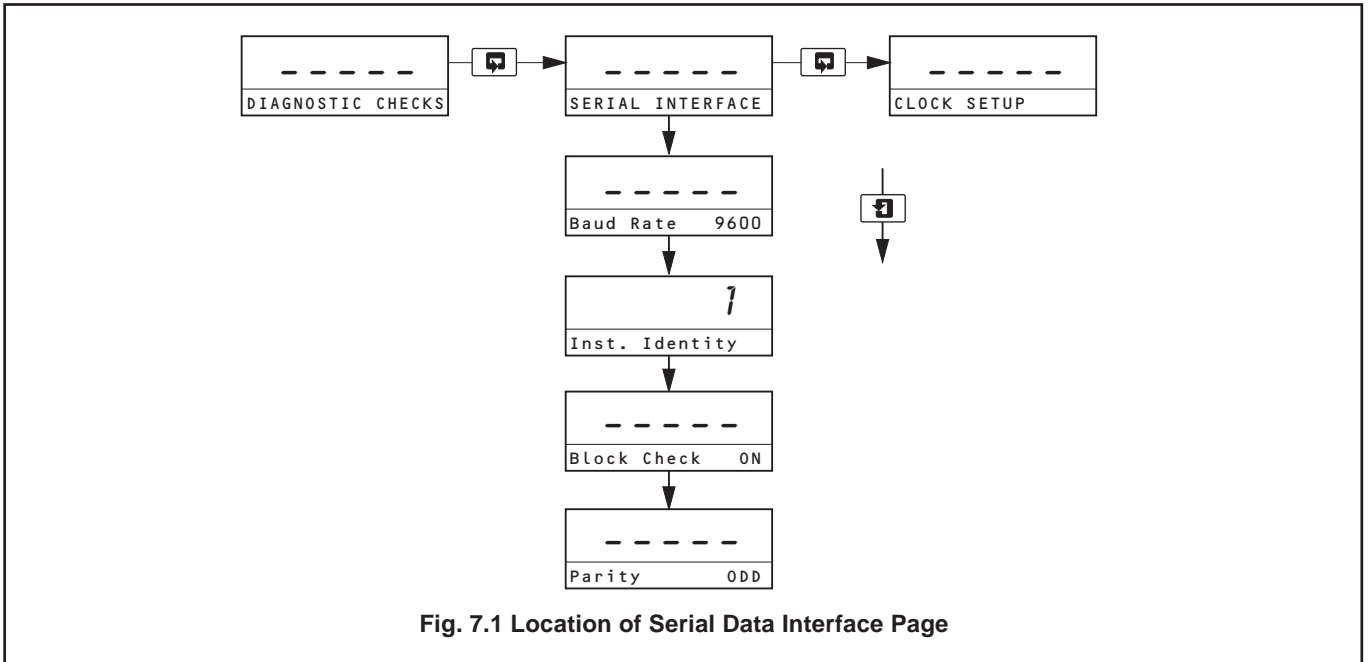 – – – – –
DIAGNOSTIC CHECKS
– – – – –
SERIAL INTERFACE
– – – – –
CLOCK SETUP
– – – – –
Baud Rate 9600
1
Inst. Identity
– – – – –
Block Check ON
– – – – –
Parity ODD
Fig. 7.1 Location of Serial Data Interface Page